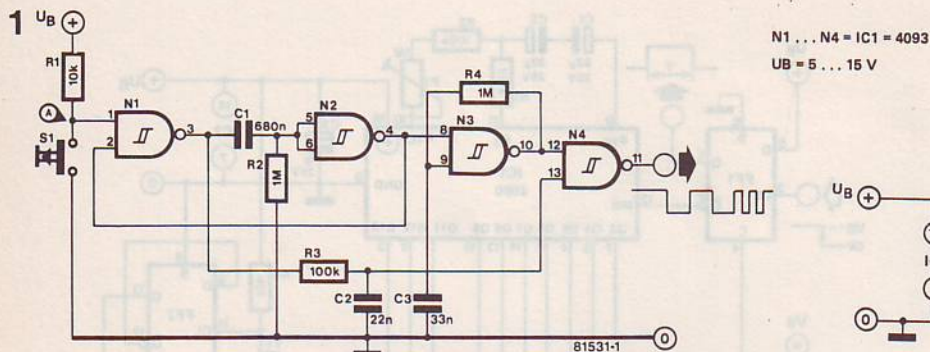 1
UB +
N1 ... N4 = IC1 = 4093
UB = 5 ... 15 V
R1
10k
A
S1
N1
1
2
3
C1
680n
R2
1M
N2
5
6
4
R4
1M
N3
8
9
10
N4
12
13
11
R3
100k
C2
22n
C3
33n
UB +
0
81531-1
0